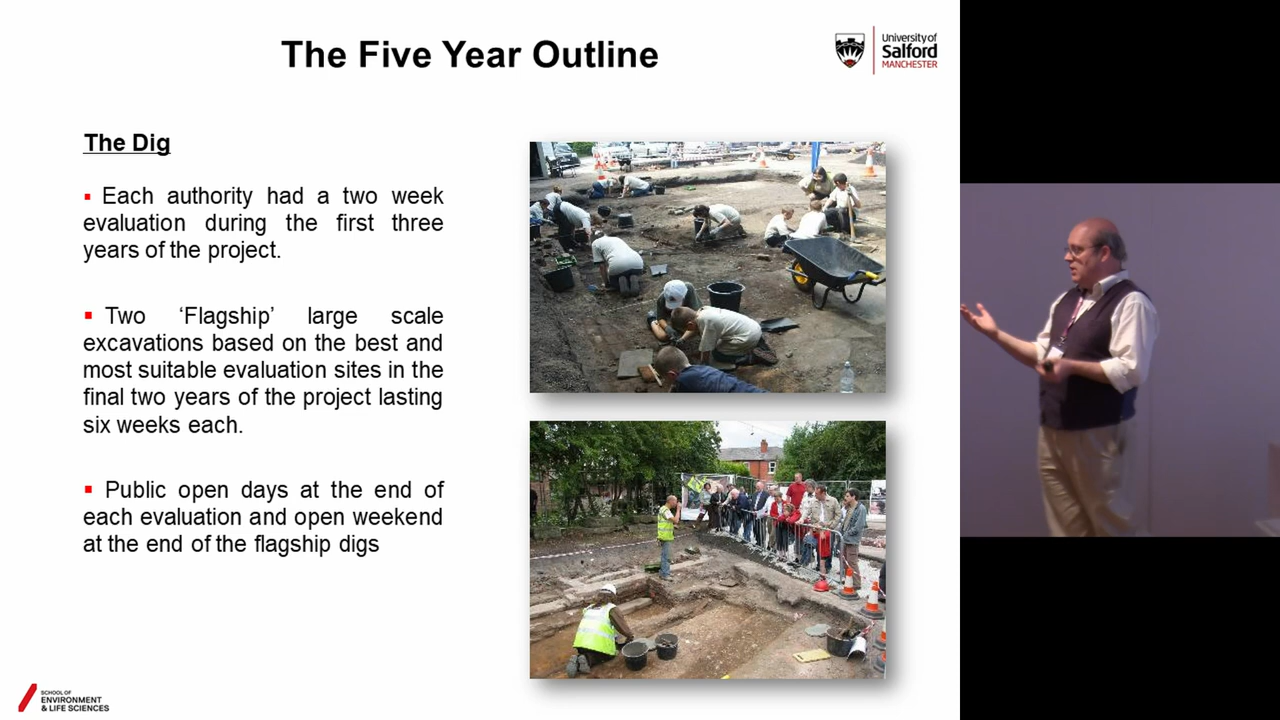 The Five Year Outline
University of
Salford
MANCHESTER
The Dig
▪ Each authority had a two week
evaluation during the first three
years of the project.
▪ Two ‘Flagship’ large scale
excavations based on the best and
most suitable evaluation sites in the
final two years of the project lasting
six weeks each.
▪ Public open days at the end of
each evaluation and open weekend
at the end of the flagship digs
SCHOOL OF
ENVIRONMENT
& LIFE SCIENCES